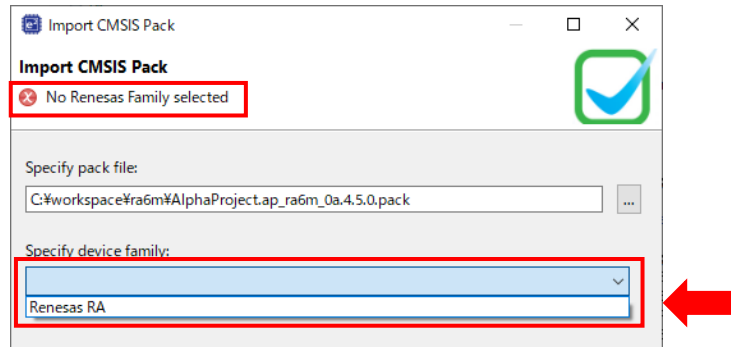 Import CMSIS Pack
Import CMSIS Pack
No Renesas Family selected
Specify pack file:
C:¥workspace¥ra6m¥AlphaProject.ap_ra6m_0a.4.5.0.pack
...
Specify device family:
Renesas RA